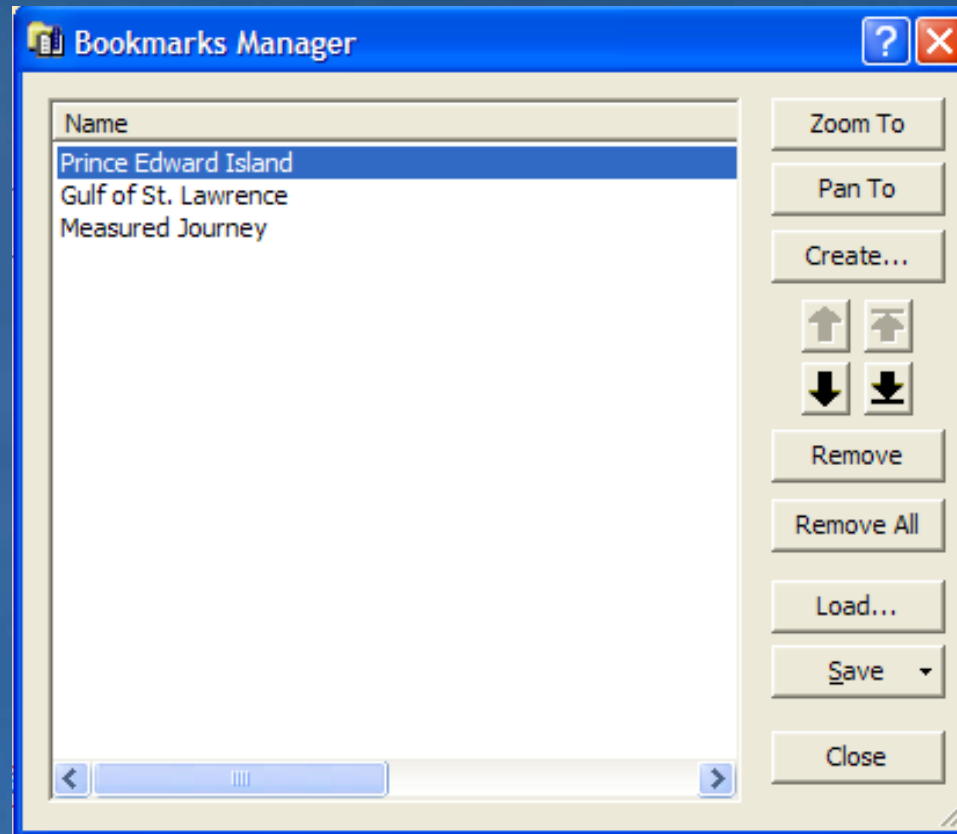 Bookmarks Manager
Name
Prince Edward Island
Gulf of St. Lawrence
Measured Journey
Zoom To
Pan To
Create...
Remove
Remove All
Load...
Save
Close